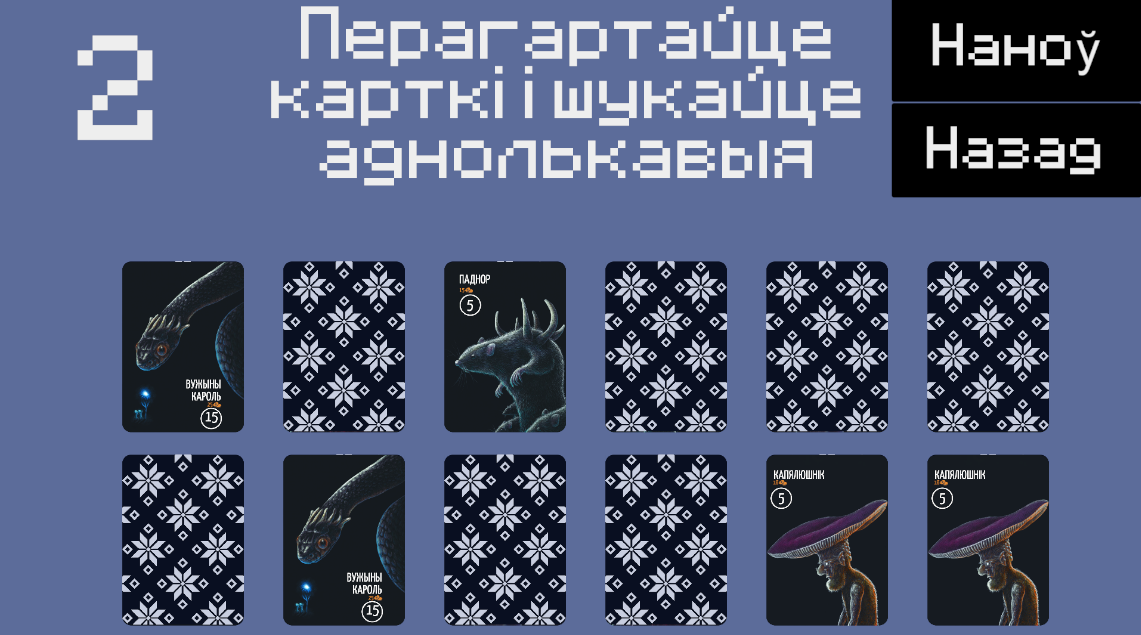 2
Перагартайце
карткі і шукайце
аднолькавыя
Наноў
Назад
ВУЖЫНЫ
КАРОЛЬ
15
ПАДНОР
5
ВУЖЫНЫ
КАРОЛЬ
15
КАПЯЛЮШНІК
5
КАПЯЛЮШНІК
5